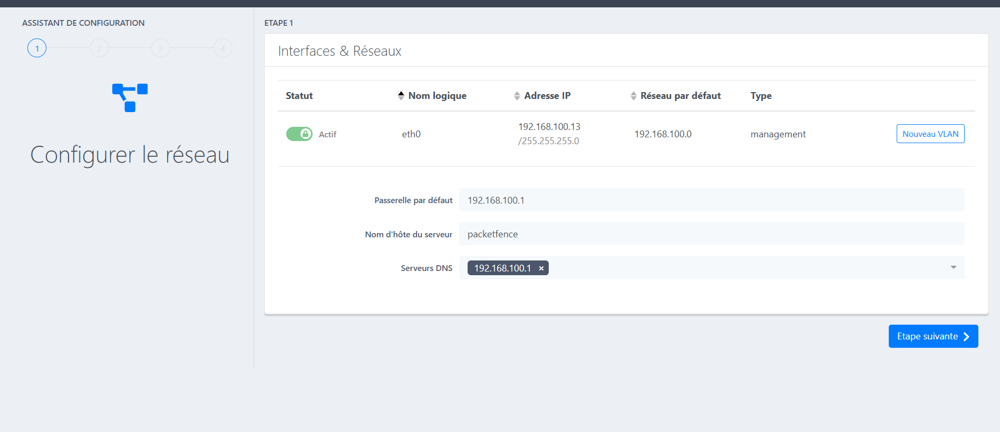 ASSISTANT DE CONFIGURATION
1 2 3 4
Configurer le réseau
ETAPE 1
Interfaces & Réseaux
Statut Nom logique Adresse IP Réseau par défaut Type
Actif eth0 192.168.100.13 192.168.100.0 management Nouveau VLAN
/255.255.255.0
Passerelle par défaut 192.168.100.1
Nom d'hôte du serveur packetfence
Serveurs DNS 192.168.100.1 ×
Etape suivante